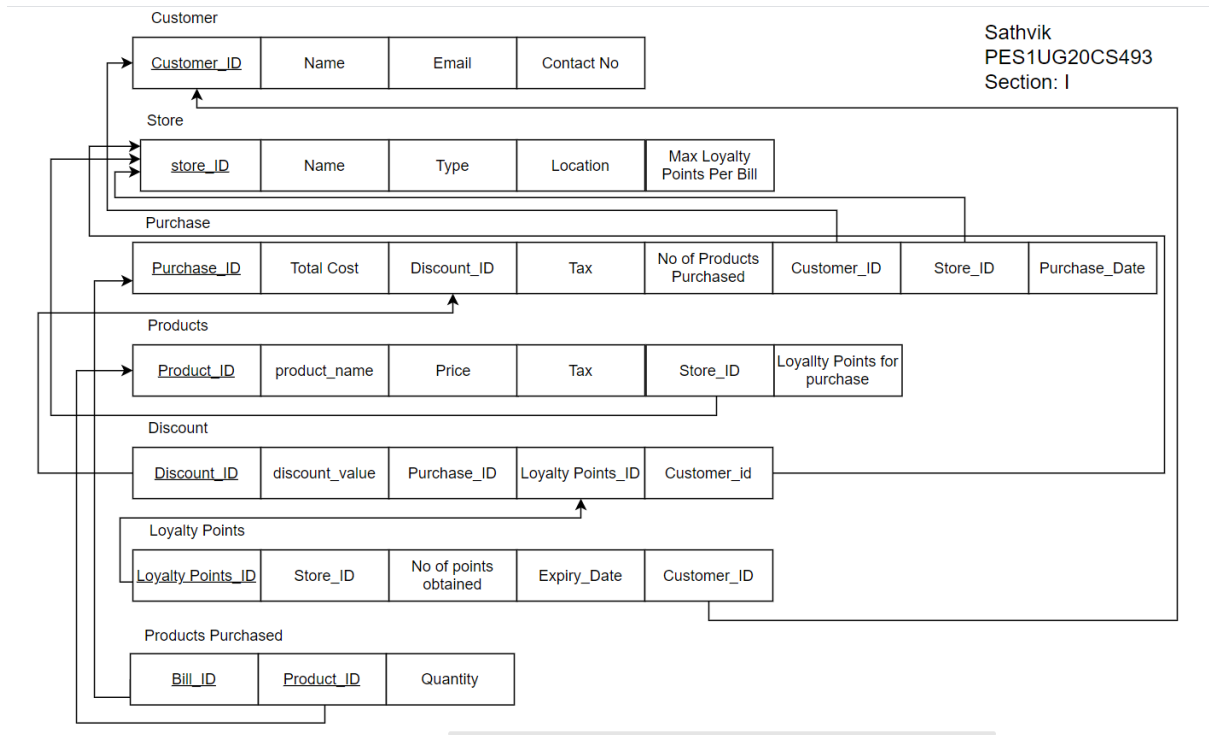 Customer
Sathvik
PES1UG20CS493
Section: I
Customer_ID Name Email Contact No
Store
store_ID Name Type Location Max Loyalty
Points Per Bill
Purchase
Purchase_ID Total Cost Discount_ID Tax No of Products
Purchased Customer_ID Store_ID Purchase_Date
Products
Product_ID product_name Price Tax Store_ID Loyallty Points for
purchase
Discount
Discount_ID discount_value Purchase_ID Loyalty Points_ID Customer_id
Loyalty Points
Loyalty Points_ID Store_ID No of points
obtained Expiry_Date Customer_ID
Products Purchased
Bill_ID Product_ID Quantity